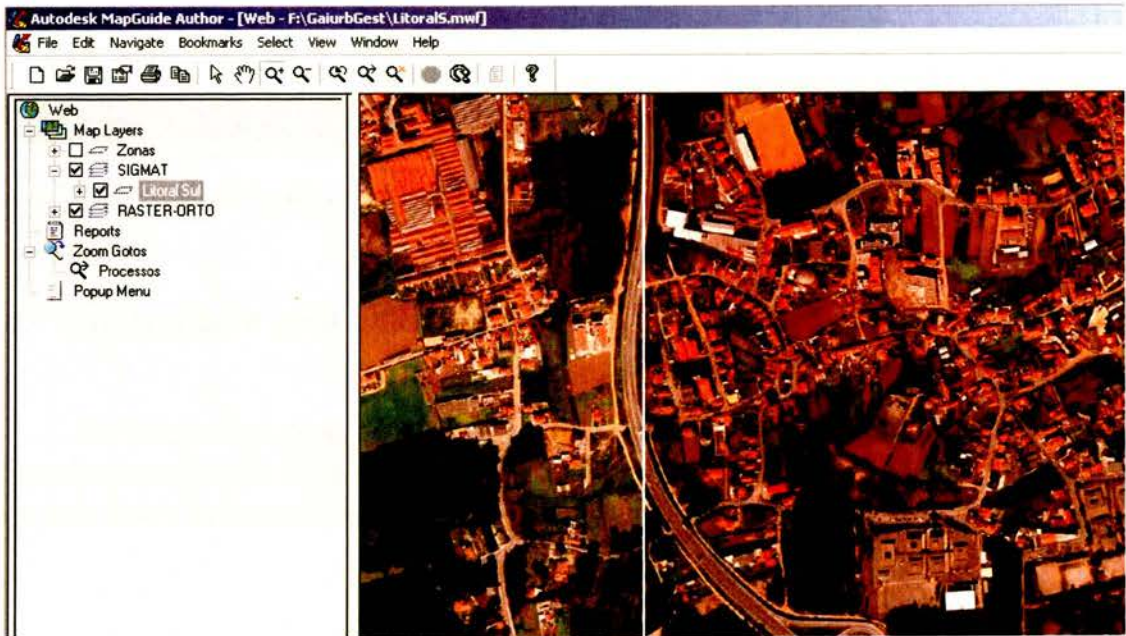 Autodesk MapGuide Author - [Web - F:\GaiurbGest\LitoralS.mwf]
File Edit Navigate Bookmarks Select View Window Help
Web
Map Layers
Zonas
SIGMAT
Litoral Sul
RASTER-ORTO
Reports
Zoom Gotos
Processos
Popup Menu